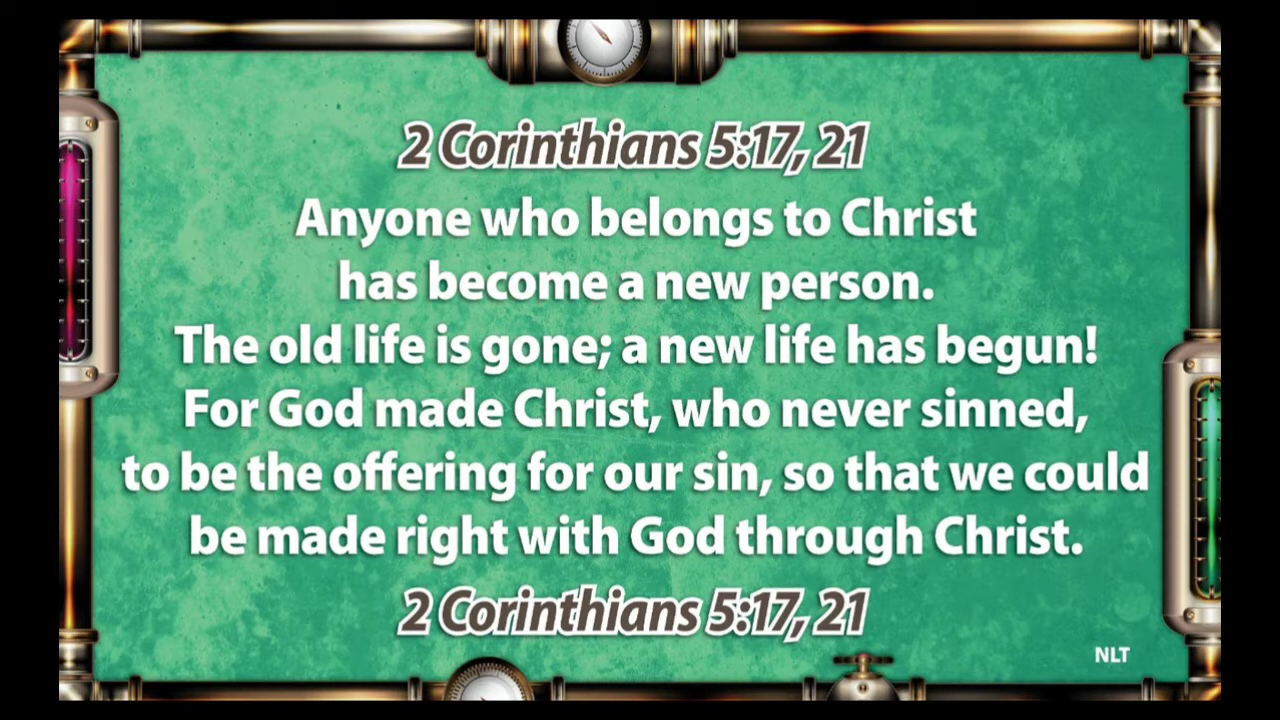 2 Corinthians 5:17, 21
Anyone who belongs to Christ
has become a new person.
The old life is gone; a new life has begun!
For God made Christ, who never sinned,
to be the offering for our sin, so that we could
be made right with God through Christ.
2 Corinthians 5:17, 21
NLT